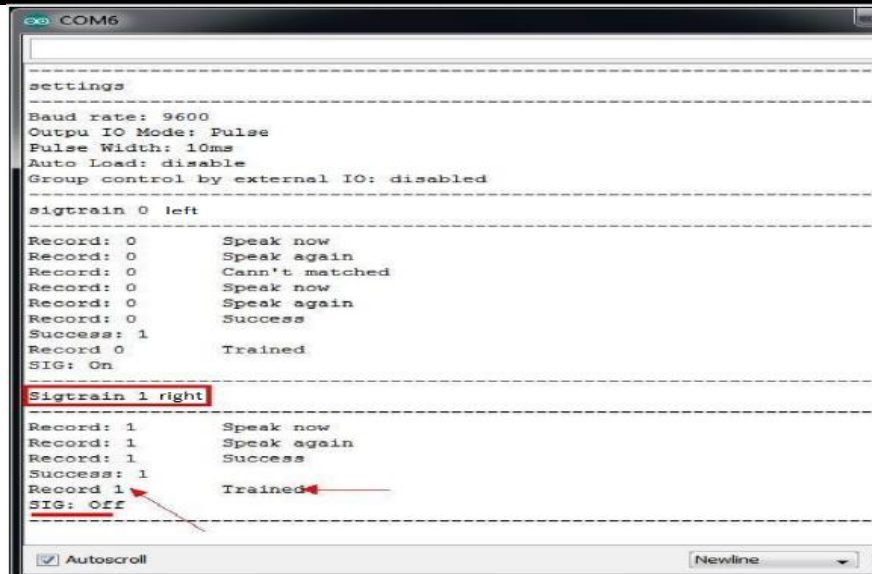 COM6
settings
Baud rate: 9600
Outpu IO Mode: Pulse
Pulse Width: 10ms
Auto Load: disable
Group control by external IO: disabled
sigtrain 0 left
Record: 0 Speak now
Record: 0 Speak again
Record: 0 Cann't matched
Record: 0 Speak now
Record: 0 Speak again
Record: 0 Success
Success: 1
Record 0 Trained
SIG: On
Sigtrain 1 right
Record: 1 Speak now
Record: 1 Speak again
Record: 1 Success
Success: 1
Record 1 Trained
SIG: Off
Autoscroll Newline